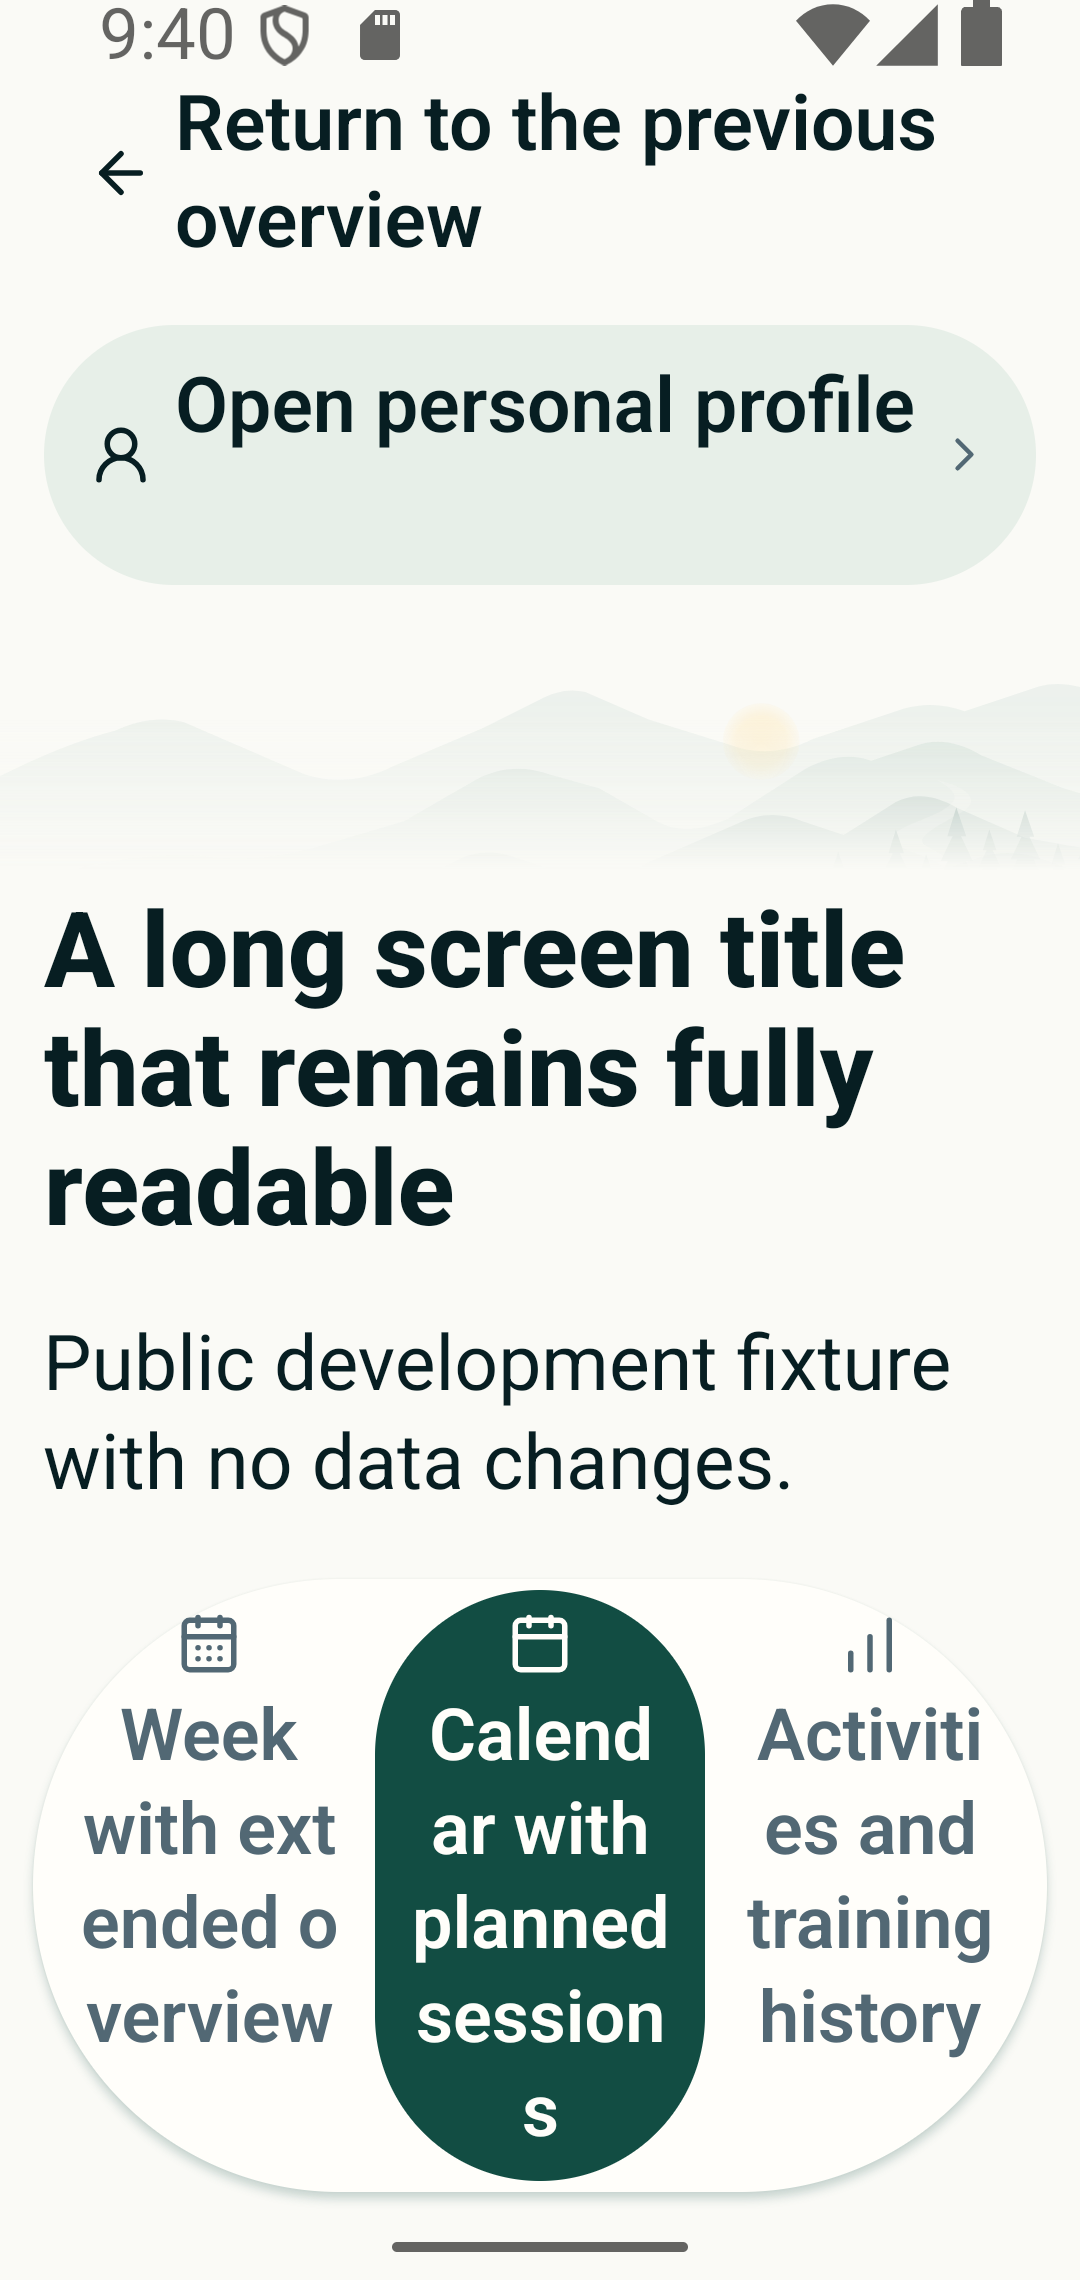 9:40
Return to the previous
overview
Open personal profile
A long screen title
that remains fully
readable
Public development fixture
with no data changes.
Week
with ext
ended o
verview
Calend
ar with
planned
session
s
Activiti
es and
training
history